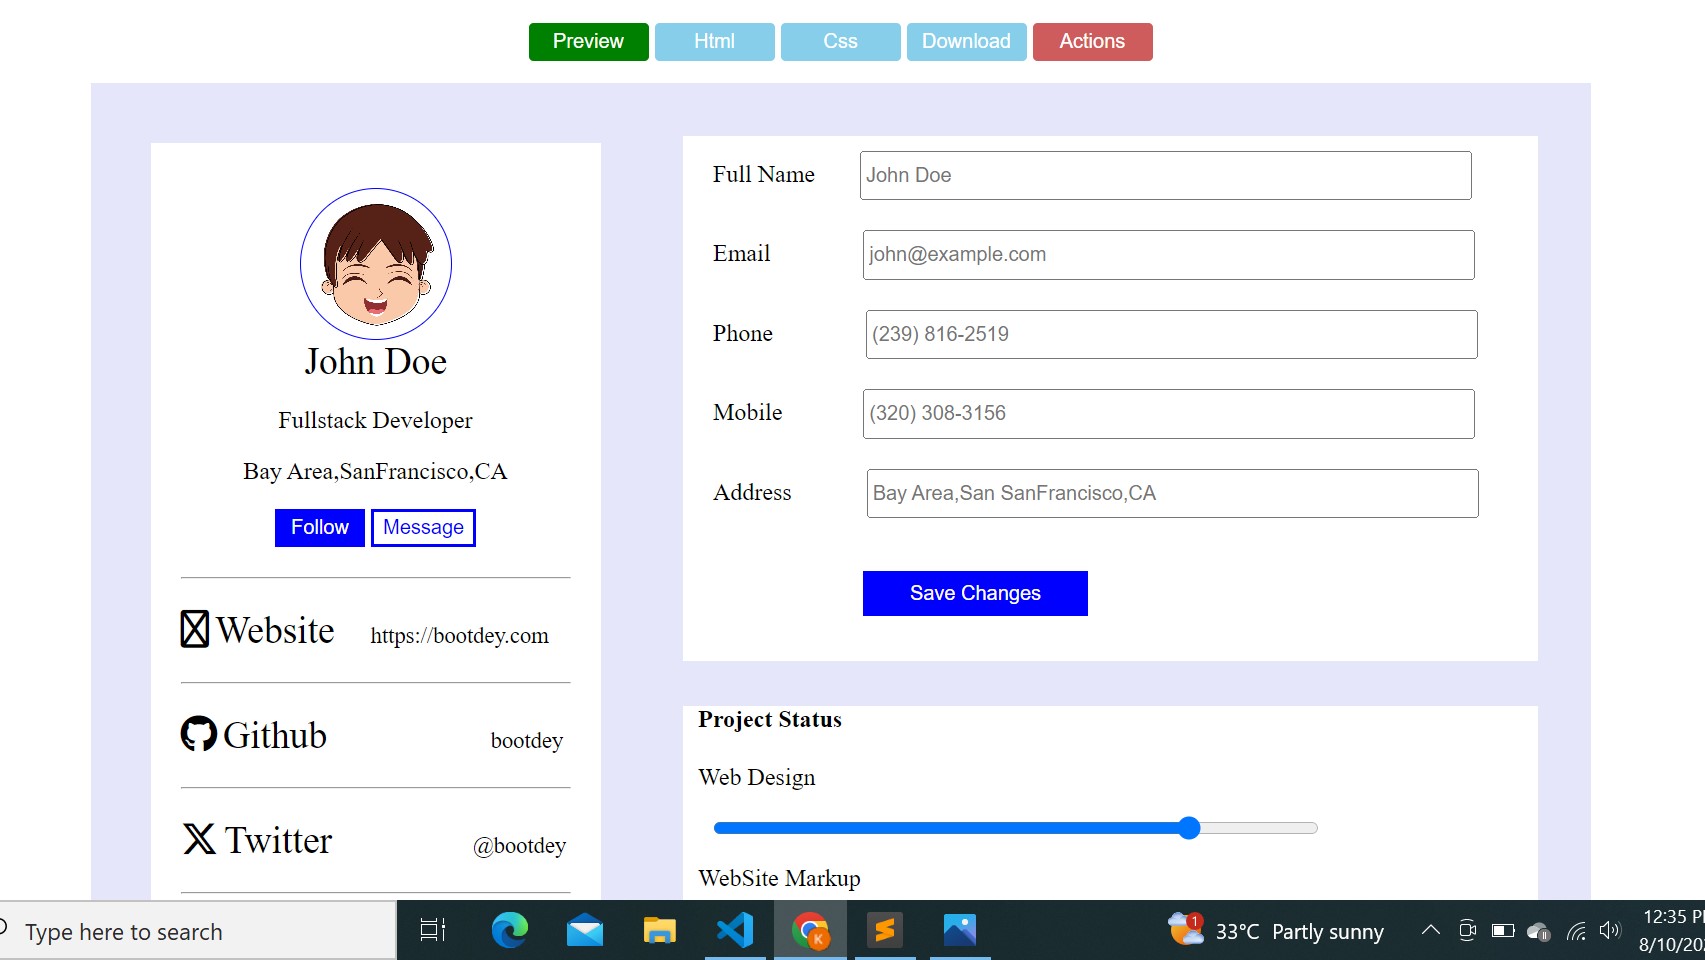 Preview Html Css Download Actions
John Doe
Fullstack Developer
Bay Area,SanFrancisco,CA
Follow Message
Website https://bootdey.com
Github bootdey
Twitter @bootdey
Full Name John Doe
Email john@example.com
Phone (239) 816-2519
Mobile (320) 308-3156
Address Bay Area,San SanFrancisco,CA
Save Changes
Project Status
Web Design
WebSite Markup
Type here to search
K
1
33°C Partly sunny
12:35
8/10/